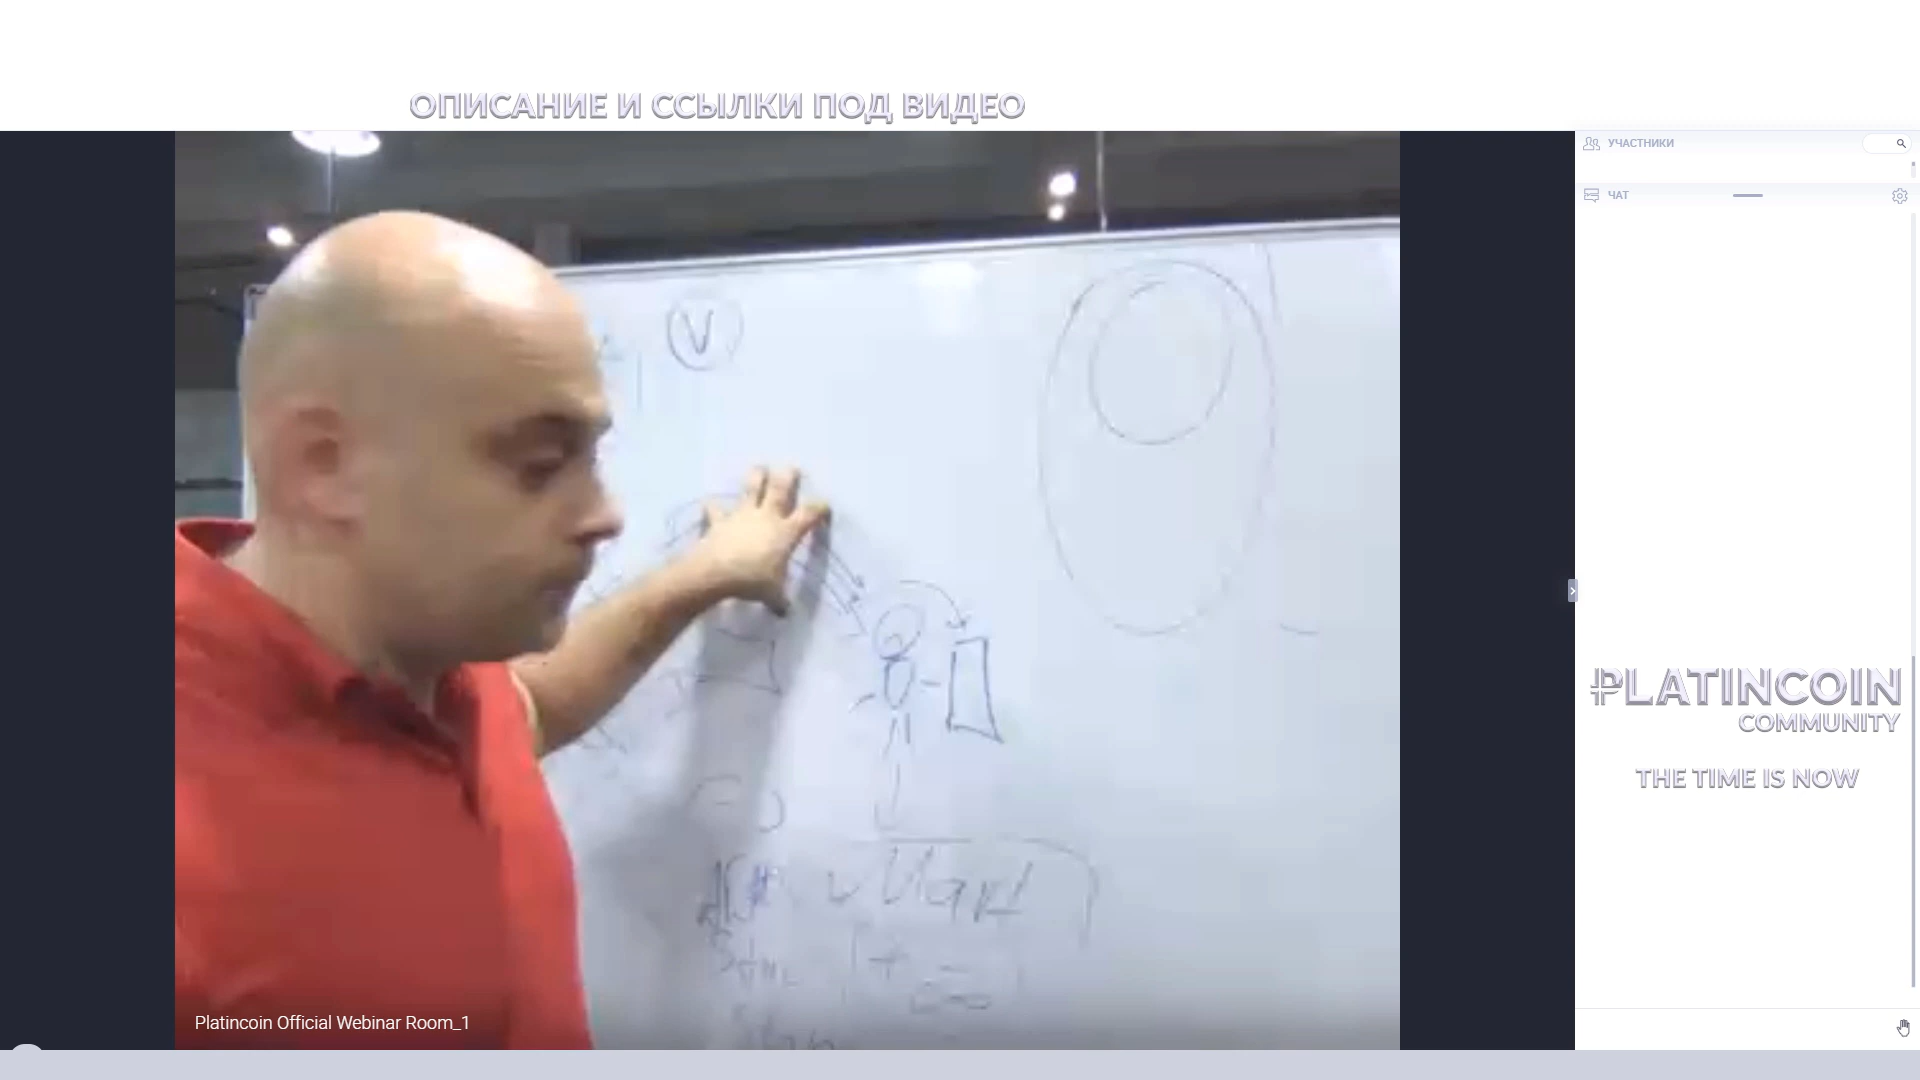 ОПИСАНИЕ И ССЫЛКИ ПОД ВИДЕО
УЧАСТНИКИ
ЧАТ
V
PLATINCOIN
COMMUNITY
THE TIME IS NOW
Platincoin Official Webinar Room_1